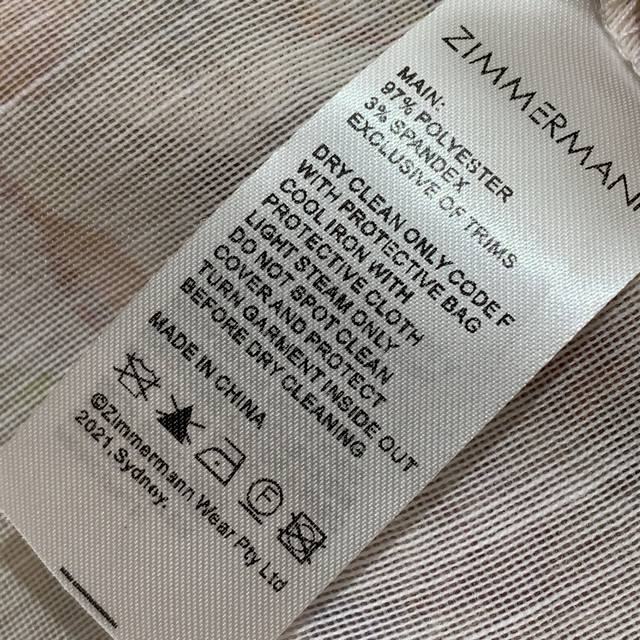 ZIMMERMANN
MAIN:
97% POLYESTER
3% SPANDEX
EXCLUSIVE OF TRIMS
DRY CLEAN ONLY CODE F
WITH PROTECTIVE BAG
COOL IRON WITH
PROTECTIVE CLOTH
LIGHT STEAM ONLY
DO NOT SPOT CLEAN
COVER AND PROTECT
TURN GARMENT INSIDE OUT
BEFORE DRY CLEANING
MADE IN CHINA
F
©Zimmermann Wear Pty Ltd
2021.Sydney.